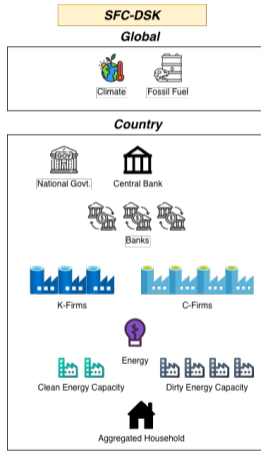 SFC-DSK
Global
Climate
Fossil Fuel
Country
GOV
National Govt.
Central Bank
Banks
K-Firms
C-Firms
Energy
Clean Energy Capacity
Dirty Energy Capacity
Aggregated Household